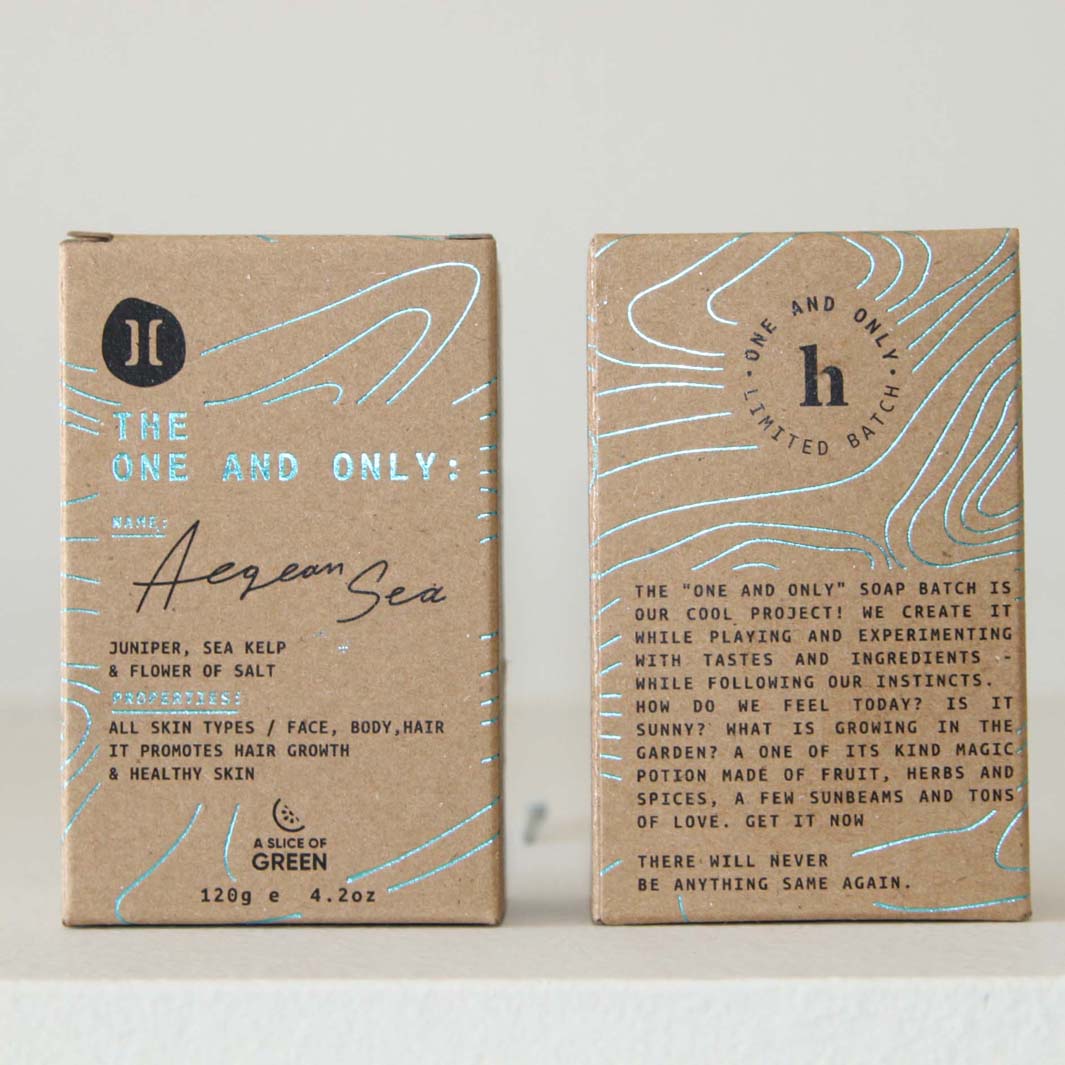 THE
ONE AND ONLY:
NAME:
Aegean Sea
JUNIPER, SEA KELP
& FLOWER OF SALT
PROPERTIES:
ALL SKIN TYPES / FACE, BODY,HAIR
IT PROMOTES HAIR GROWTH
& HEALTHY SKIN
A SLICE OF
GREEN
120g e 4.2oz
ONE AND ONLY
h
LIMITED BATCH
THE "ONE AND ONLY" SOAP BATCH IS
OUR COOL PROJECT! WE CREATE IT
WHILE PLAYING AND EXPERIMENTING
WITH TASTES AND INGREDIENTS -
WHILE FOLLOWING OUR INSTINCTS.
HOW DO WE FEEL TODAY? IS IT
SUNNY? WHAT IS GROWING IN THE
GARDEN? A ONE OF ITS KIND MAGIC
POTION MADE OF FRUIT, HERBS AND
SPICES, A FEW SUNBEAMS AND TONS
OF LOVE. GET IT NOW
THERE WILL NEVER
BE ANYTHING SAME AGAIN.